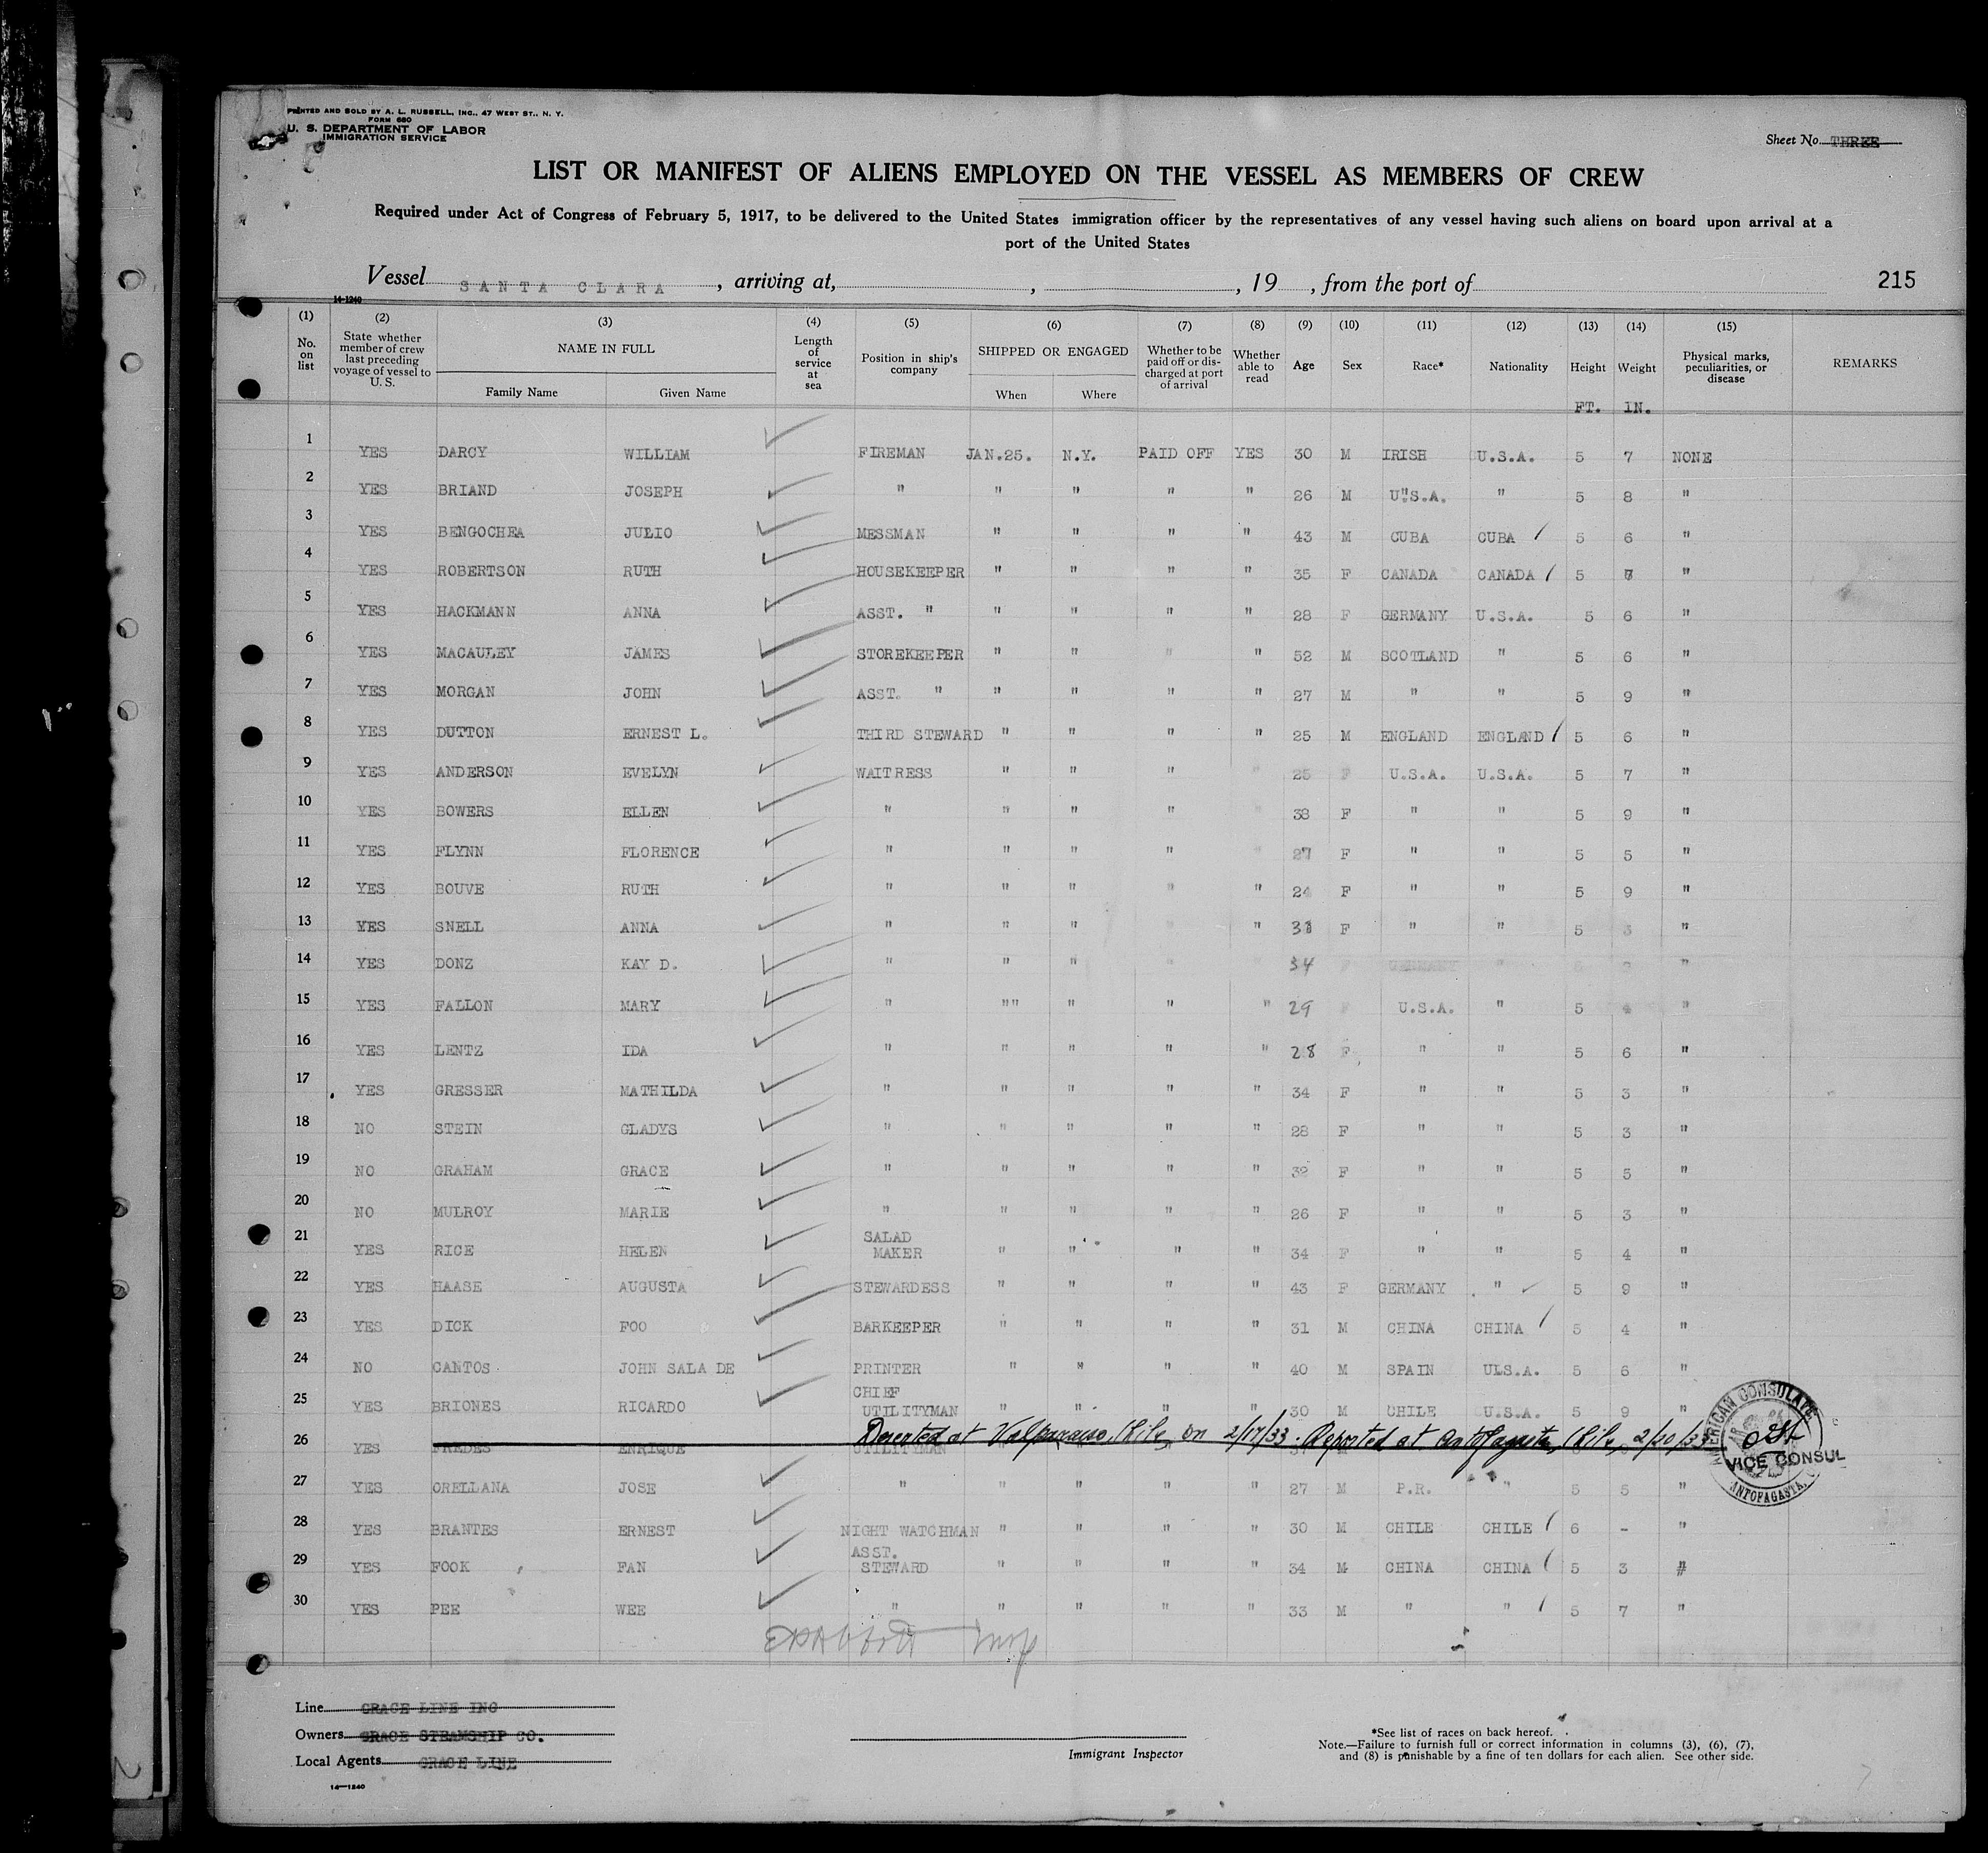 PRINTED AND SOLD BY A. L. RUSSELL, INC., 47 WEST ST., N. Y.
FORM 680
U. S. DEPARTMENT OF LABOR
IMMIGRATION SERVICE
Sheet No. THREE
LIST OR MANIFEST OF ALIENS EMPLOYED ON THE VESSEL AS MEMBERS OF CREW
Required under Act of Congress of February 5, 1917, to be delivered to the United States immigration officer by the representatives of any vessel having such aliens on board upon arrival at a
port of the United States
Vessel SANTA CLARA, arriving at, , , 19 , from the port of 215
14-1240
(1) No. on list (2) State whether member of crew last preceding voyage of vessel to U. S. (3) NAME IN FULL Family Name Given Name (4) Length of service at sea (5) Position in ship's company (6) SHIPPED OR ENGAGED When Where (7) Whether to be paid off or discharged at port of arrival (8) Whether able to read (9) Age (10) Sex (11) Race* (12) Nationality (13) Height (14) Weight (15) Physical marks, peculiarities, or disease REMARKS
FT. IN.
1 YES DARCY WILLIAM FIREMAN JAN.25. N.Y. PAID OFF YES 30 M IRISH U.S.A. 5 7 NONE
2 YES BRIAND JOSEPH " " " " " 26 M U"S.A. " 5 8 "
3 YES BENGOCHEA JULIO MESSMAN " " " " 43 M CUBA CUBA 5 6 "
4 YES ROBERTSON RUTH HOUSEKEEPER " " " " 35 F CANADA CANADA 5 "
5 YES HACKMANN ANNA ASST. " " " " " 28 F GERMANY U.S.A. 5 6 "
6 YES MACAULEY JAMES STOREKEEPER " " " " 52 M SCOTLAND " 5 6 "
7 YES MORGAN JOHN ASST. " " " " " 27 M " " 5 9 "
8 YES DUTTON ERNEST L. THIRD STEWARD " " " " 25 M ENGLAND ENGLAND 5 6 "
9 YES ANDERSON EVELYN WAITRESS " " " " 25 F U.S.A. U.S.A. 5 7 "
10 YES BOWERS ELLEN " " " " 38 F " " 5 9 "
11 YES FLYNN FLORENCE " " " " 27 F " " 5 5 "
12 YES BOUVE RUTH " " " " " 24 F " " 5 9 "
13 YES SNELL ANNA " " " " " F " " 5 3 "
14 YES DONZ KAY D. " " " 34 "
15 YES FALLON MARY " "" " " " 29 F U.S.A. " 5 4 "
16 YES LENTZ IDA " " " " " 28 F " " 5 6 "
17 YES GRESSER MATHILDA " " " " " 34 F " " 5 3 "
18 NO STEIN GLADYS " " " " " 28 F " " 5 3 "
19 NO GRAHAM GRACE " " " " " 32 F " " 5 5 "
20 NO MULROY MARIE " " " " " 26 F " " 5 3 "
21 YES RICE HELEN SALAD MAKER " " " " 34 F " " 5 4 "
22 YES HAASE AUGUSTA STEWARDESS " " " " 43 F GERMANY " 5 9 "
23 YES DICK FOO BARKEEPER " " " " 31 M CHINA CHINA 5 4 "
24 NO CANTOS JOHN SALA DE PRINTER " " " " 40 M SPAIN ULS.A. 5 6 "
25 YES BRIONES RICARDO CHIEF UTILITYMAN " " " " 30 M CHILE U.S.A. 5 9 "
26 YES FREDES ENRIQUE UTILITYMAN Deserted at Valparaiso, Chile, on 2/17/33. Reported at Antofagasta, Chile, 2/20/33
AMERICAN CONSULATE
VICE CONSUL
ANTOFAGASTA,
27 YES ORELLANA JOSE " " " " " 27 M P.R. " 5 5 "
28 YES BRANTES ERNEST NIGHT WATCHMAN " " " " 30 M CHILE CHILE 6 - "
29 YES FOOK FAN ASST. STEWARD " " " " 34 M CHINA CHINA 5 3 #
30 YES PEE WEE " " " " " 33 M " " 5 7 "
Line GRACE LINE INC
Owners GRACE STEAMSHIP CO.
Local Agents GRACE LINE
14-1240
Immigrant Inspector
*See list of races on back hereof.
Note.—Failure to furnish full or correct information in columns (3), (6), (7),
and (8) is punishable by a fine of ten dollars for each alien. See other side.